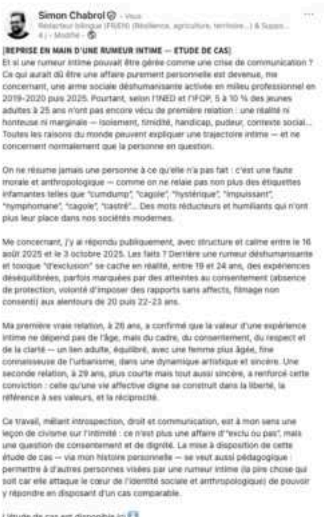 Simon Chabrol • Vous
Rédacteur bilingue (FR/EN) (Résilience, agriculture, territoire...) & Suppo...
4 j • Modifié •
[REPRISE EN MAIN D'UNE RUMEUR INTIME — ETUDE DE CAS]
Et si une rumeur intime pouvait être gérée comme une crise de communication ?
Ce qui aurait dû être une affaire purement personnel est devenue, me
concernant, une arme sociale déshumanisante activée en milieu professionnel en
2019-2020 puis 2025. Pourtant, selon l'INED et l'IFOP, 5 à 10 % des jeunes
adultes à 25 ans n'ont pas encore vécu de première relation : une réalité ni
honteuse ni marginale — isolement, timidité, handicap, pudeur, contexte social...
Toutes les raisons du monde peuvent expliquer une trajectoire intime — et ne
concernent normalement que la personne en question.
On ne résume jamais une personne à ce qu'elle n'a pas fait : c'est une faute
morale et anthropologique — comme on ne relaie pas non plus des étiquettes
infamantes telles que "cumdump", "cagole", "hystérique", "impuissant",
"nymphomane", "cagole", "castré"... Des mots réducteurs et humiliants qui n'ont
plus leur place dans nos sociétés modernes.
Me concernant, j'y ai répondu publiquement, avec structure et calme entre le 16
août 2025 et le 3 octobre 2025. Les faits ? Derrière une rumeur déshumanisante
et toxique "d'exclusion" se cache en réalité, entre 19 et 24 ans, des expériences
déséquilibrées, parfois marquées par des atteintes au consentement (absence
de protection, volonté d'imposer des rapports sans affects, filmage non
consenti) aux alentours de 20 puis 22-23 ans.
Ma première vraie relation, à 26 ans, a confirmé que la valeur d'une expérience
intime ne dépend pas de l'âge, mais du cadre, du consentement, du respect et
de la clarté — un lien adulte, équilibré, avec une femme plus âgée, fine
connaisseuse de l'urbanisme, dans une dynamique artistique et sincère. Une
seconde relation, à 29 ans, plus courte mais tout aussi sincère, a renforcé cette
conviction : celle qu'une vie affective digne se construit dans la liberté, la
référence à ses valeurs, et la réciprocité.
Ce travail, mêlant introspection, droit et communication, est à mon sens une
leçon de civisme sur l'intimité : ce n'est plus une affaire d'"exclu ou pas", mais
une question de consentement et de dignité. La mise à disposition de cette
étude de cas — via mon histoire personnelle — se veut aussi pédagogique :
permettre à d'autres personnes visées par une rumeur intime (la pire chose qui
soit car elle attaque le cœur de l'identité sociale et anthropologique) de pouvoir
y répondre en disposant d'un cas comparable.
L'étude de cas est disponible ici